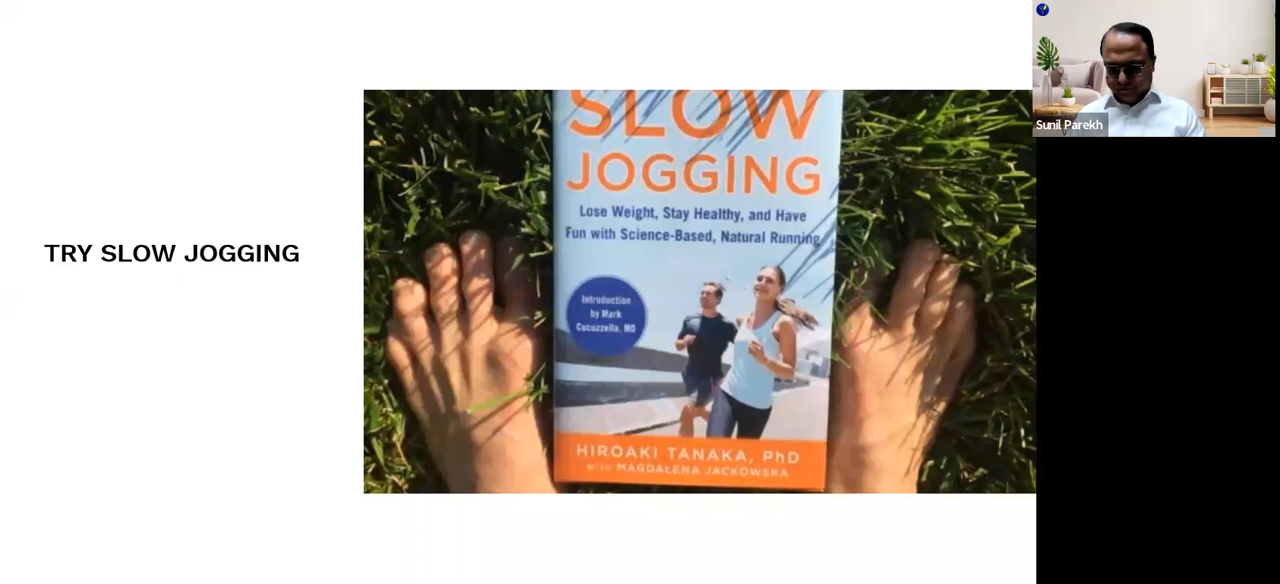 TRY SLOW JOGGING
SLOW
JOGGING
Lose Weight, Stay Healthy, and Have
Fun with Science-Based, Natural Running
Introduction
by Mark
Cucuzzella, MD
HIROAKI TANAKA, PhD
WITH MAGDALENA JACKOWSKA
Sunil Parekh